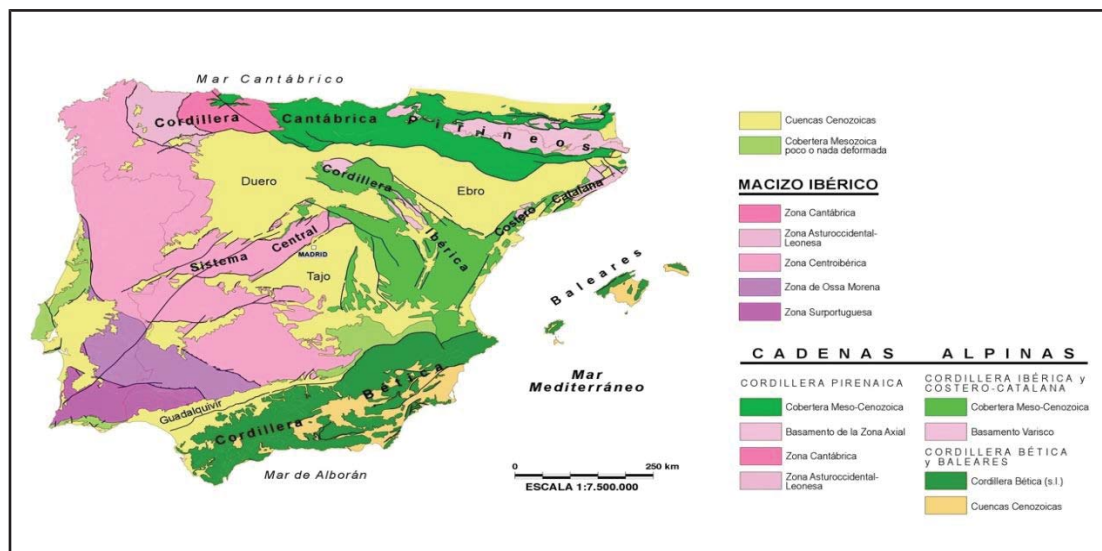 Mar Cantábrico
Cordillera Cantábrica Pirineos
Duero
Cordillera Ibérica
Ebro
Costero Catalana
Sistema Central
MADRID
Tajo
Baleares
Mar
Mediterráneo
Guadalquivir
Cordillera Bética
Mar de Alborán
0 250 km
ESCALA 1:7.500.000
Cuencas Cenozoicas
Cobertera Mesozoica
poco o nada deformada
MACIZO IBÉRICO
Zona Cantábrica
Zona Asturoccidental-
Leonesa
Zona Centroibérica
Zona de Ossa Morena
Zona Surportuguesa
CADENAS ALPINAS
CORDILLERA PIRENAICA
Cobertera Meso-Cenozoica
Basamento de la Zona Axial
Zona Cantábrica
Zona Asturoccidental-
Leonesa
CORDILLERA IBÉRICA y
COSTERO-CATALANA
Cobertera Meso-Cenozoica
Basamento Varisco
CORDILLERA BÉTICA
y BALEARES
Cordillera Bética (s.l.)
Cuencas Cenozoicas